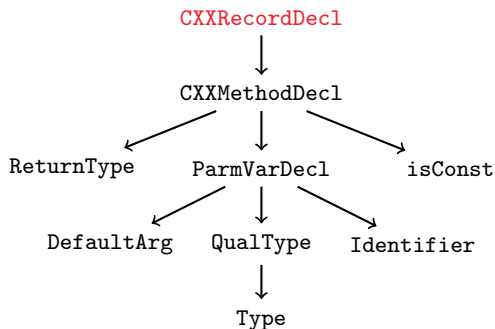 CXXRecordDecl
CXXMethodDecl
ReturnType ParmVarDecl isConst
DefaultArg QualType Identifier
Type